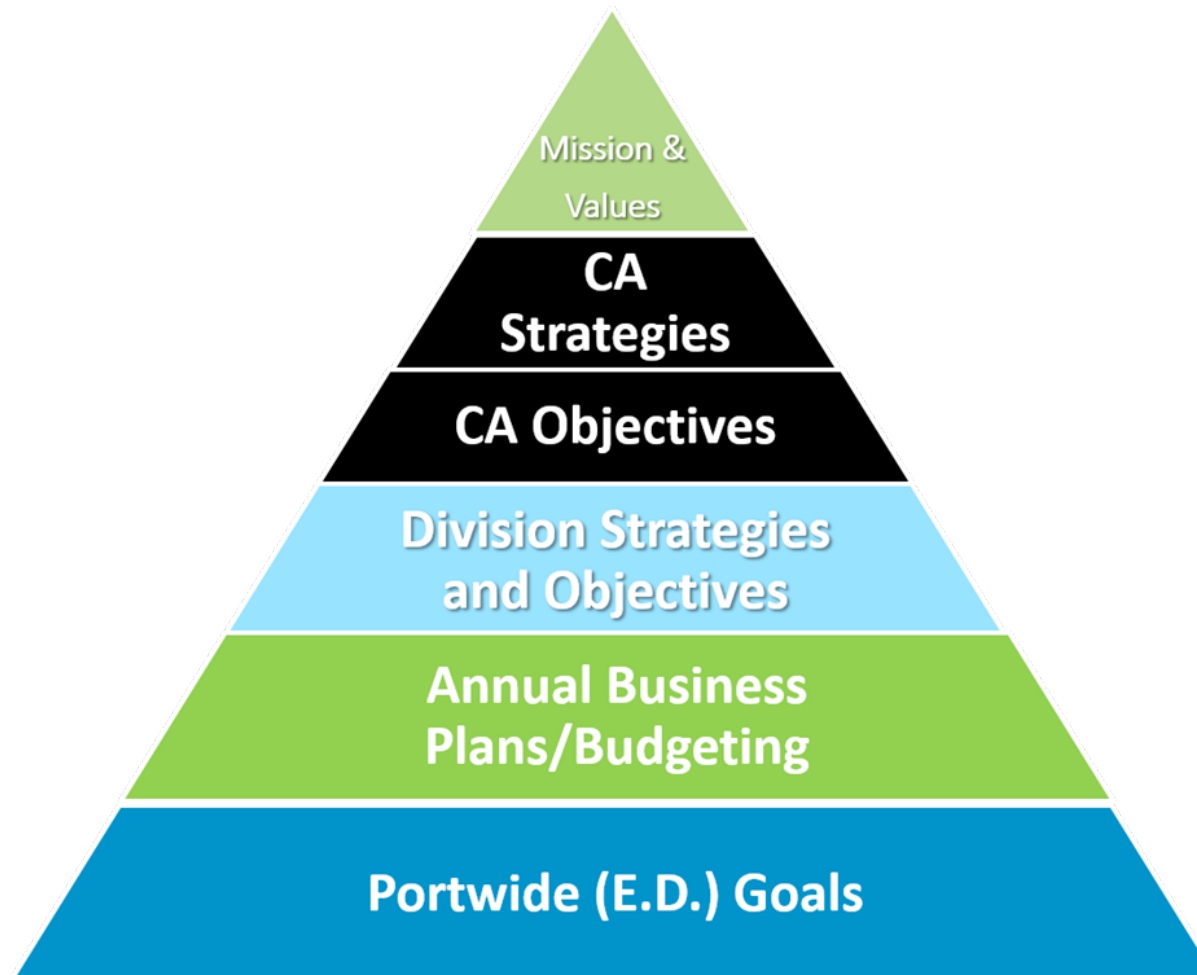 Mission &
Values
CA
Strategies
CA Objectives
Division Strategies
and Objectives
Annual Business
Plans/Budgeting
Portwide (E.D.) Goals